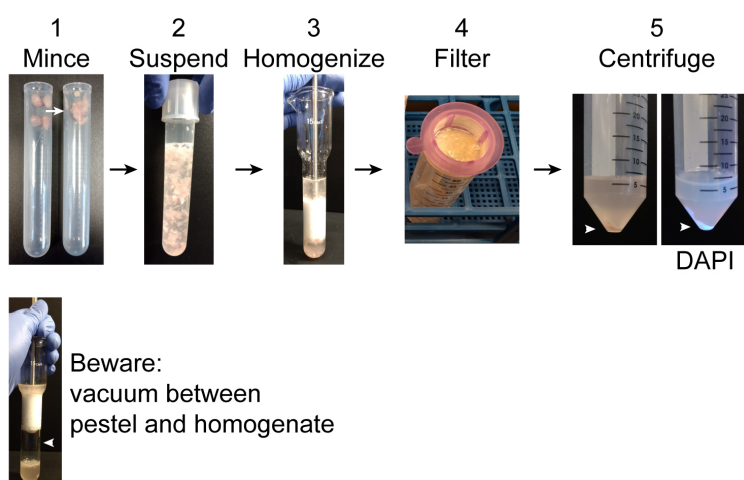 1
Mince
2
Suspend
3
Homogenize
4
Filter
5
Centrifuge
DAPI
Beware:
vacuum between
pestel and homogenate